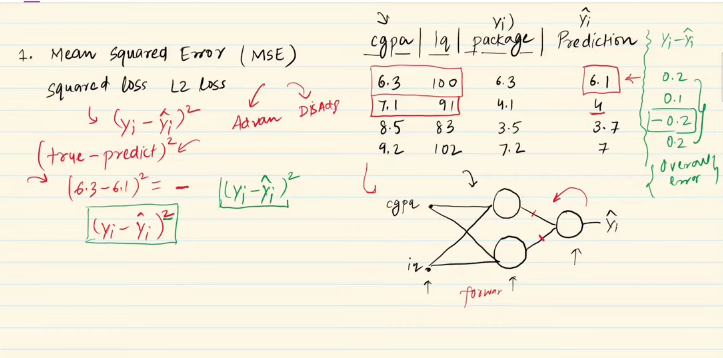 1. Mean Squared Error (MSE)
Squared loss L2 loss
(yi - ŷi)²
Advan DisAdg
(true - predict)²
(6.3 - 6.1)² = -
(yi - ŷi)²
(yi - ŷi)²
yi) ŷi
cgpa | Iq | package | Prediction yi - ŷi
6.3 100 6.3 6.1 0.2
7.1 91 4.1 4 0.1
8.5 83 3.5 3.7 -0.2
9.2 102 7.2 7 0.2
Overall
error
cgpa
iq
ŷi
forwar